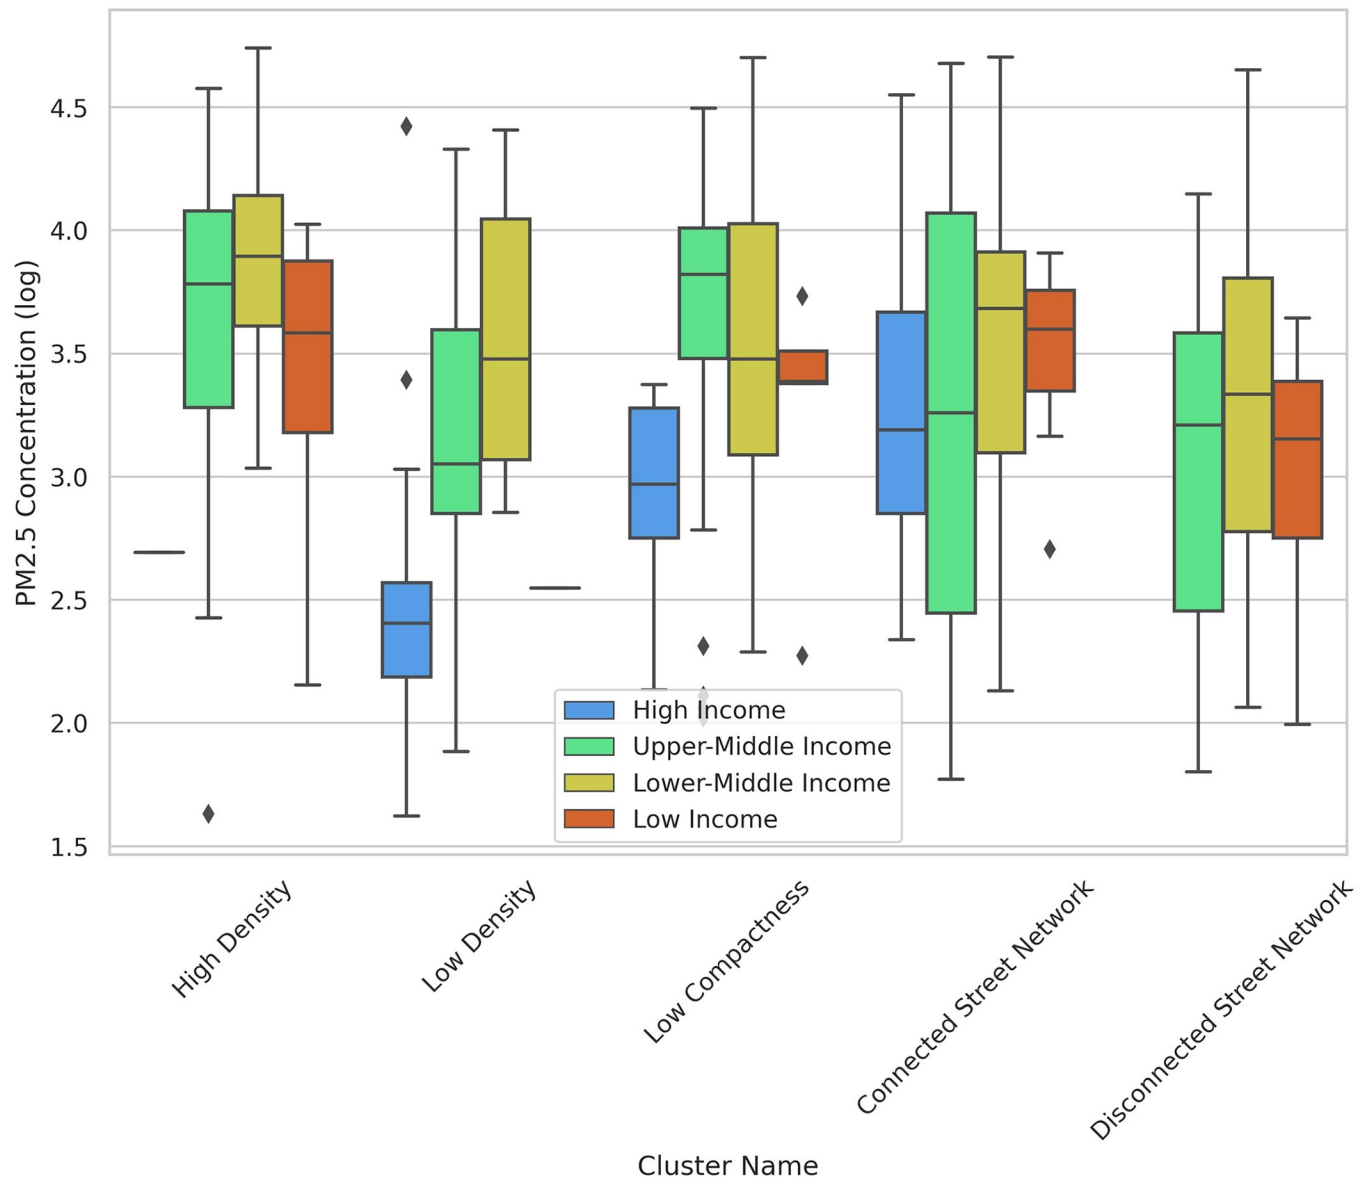 PM2.5 Concentration (log)
4.5
4.0
3.5
3.0
2.5
2.0
1.5
High Income
Upper-Middle Income
Lower-Middle Income
Low Income
High Density
Low Density
Low Compactness
Connected Street Network
Disconnected Street Network
Cluster Name